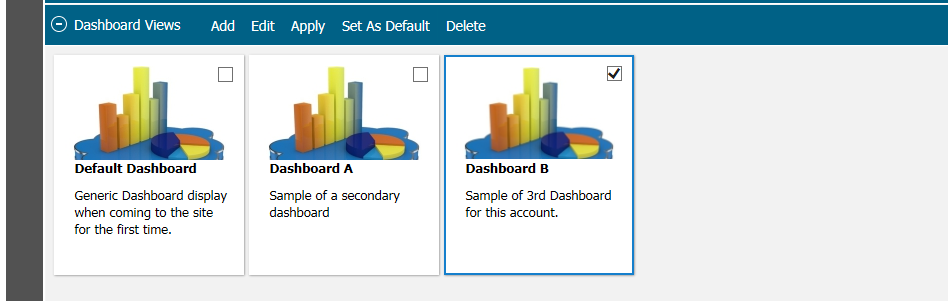 Dashboard Views Add Edit Apply Set As Default Delete
Default Dashboard
Generic Dashboard display
when coming to the site
for the first time.
Dashboard A
Sample of a secondary
dashboard
Dashboard B
Sample of 3rd Dashboard
for this account.